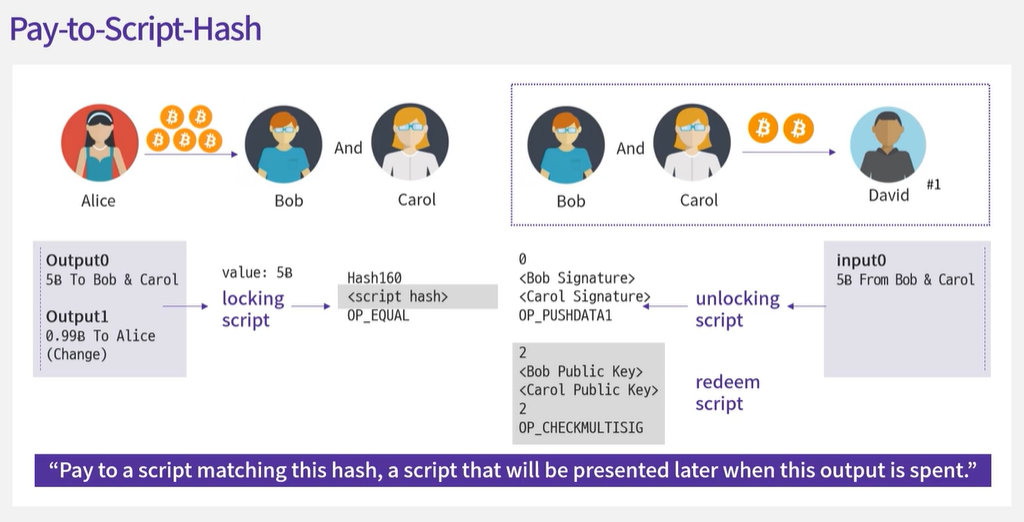 Pay-to-Script-Hash
And
Alice
Bob
Carol
And
Bob
Carol
David
#1
Output0
5B To Bob & Carol
Output1
0.99B To Alice
(Change)
value: 5B
locking
script
Hash160
<script hash>
OP_EQUAL
0
<Bob Signature>
<Carol Signature>
OP_PUSHDATA1
2
<Bob Public Key>
<Carol Public Key>
2
OP_CHECKMULTISIG
unlocking
script
redeem
script
input0
5B From Bob & Carol
“Pay to a script matching this hash, a script that will be presented later when this output is spent.”